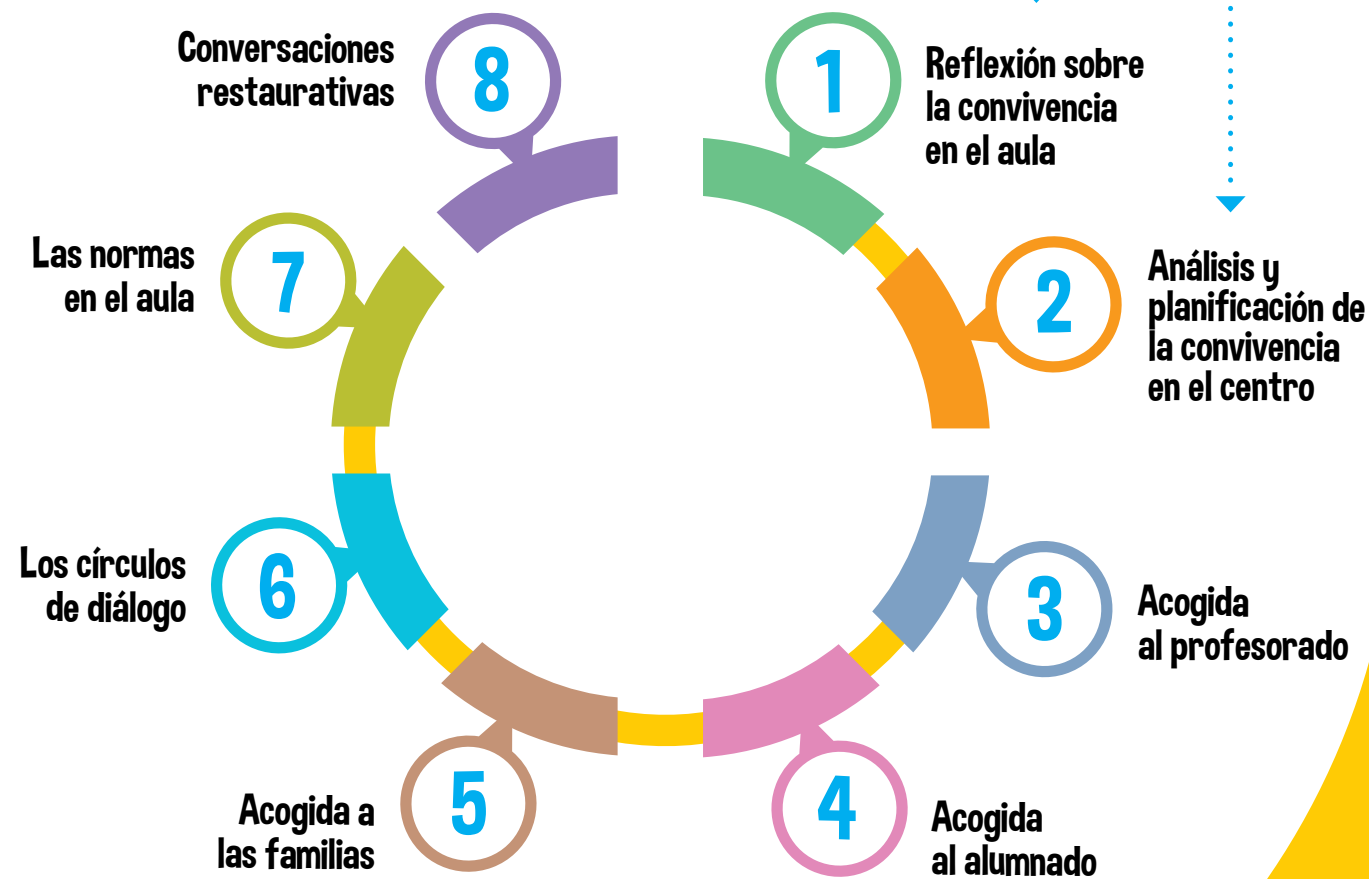 1
Reflexión sobre
la convivencia
en el aula
2
Análisis y
planificación de
la convivencia
en el centro
3
Acogida
al profesorado
4
Acogida
al alumnado
5
Acogida a
las familias
6
Los círculos
de diálogo
7
Las normas
en el aula
8
Conversaciones
restaurativas